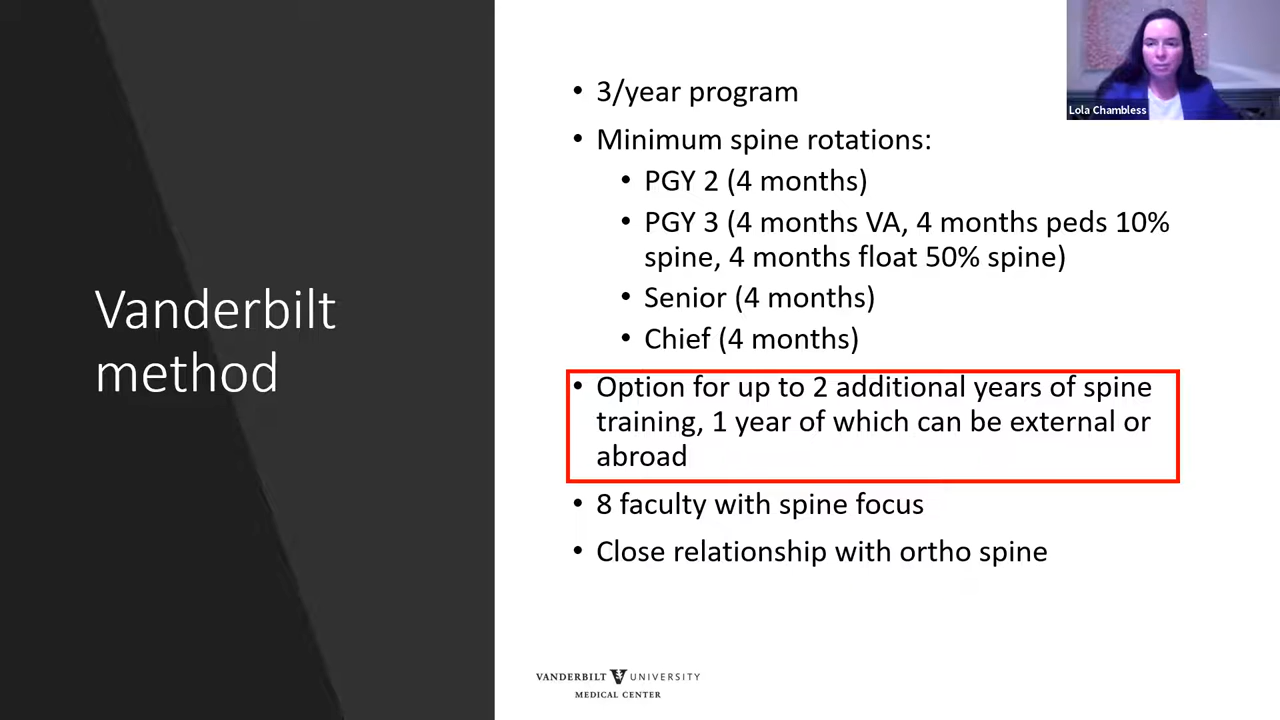 Vanderbilt
method
• 3/year program
• Minimum spine rotations:
• PGY 2 (4 months)
• PGY 3 (4 months VA, 4 months peds 10%
spine, 4 months float 50% spine)
• Senior (4 months)
• Chief (4 months)
• Option for up to 2 additional years of spine
training, 1 year of which can be external or
abroad
• 8 faculty with spine focus
• Close relationship with ortho spine
VANDERBILT UNIVERSITY
MEDICAL CENTER
Lola Chambless